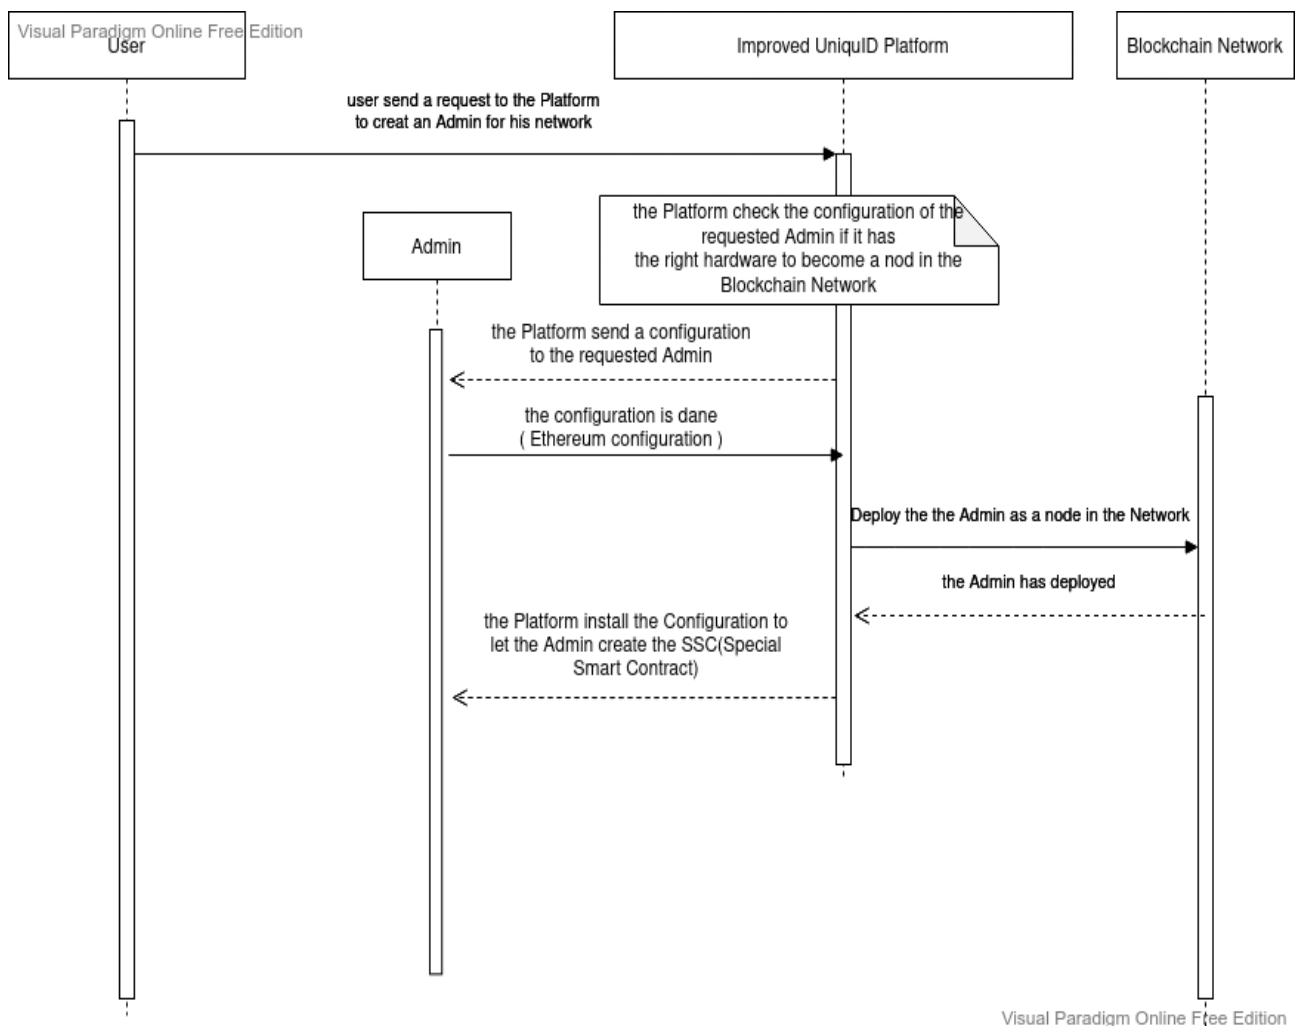 Visual Paradigm Online Free Edition
User
Improved UniquID Platform
Blockchain Network
user send a request to the Platform
to creat an Admin for his network
the Platform check the configuration of the
requested Admin if it has
the right hardware to become a nod in the
Blockchain Network
Admin
the Platform send a configuration
to the requested Admin
the configuration is dane
( Ethereum configuration )
Deploy the the Admin as a node in the Network
the Admin has deployed
the Platform install the Configuration to
let the Admin create the SSC(Special
Smart Contract)
Visual Paradigm Online Free Edition